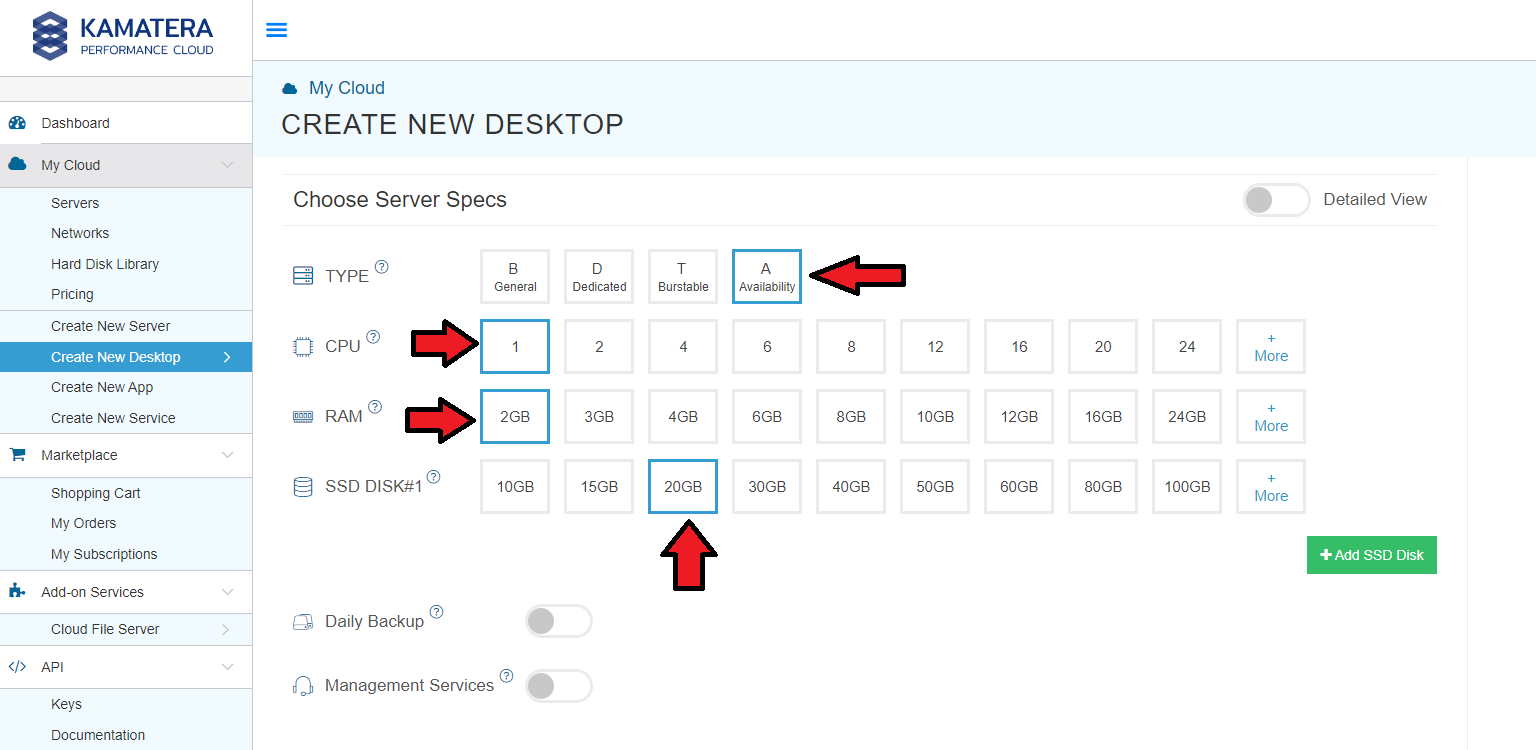 KAMATERA
PERFORMANCE CLOUD
Dashboard
My Cloud
Servers
Networks
Hard Disk Library
Pricing
Create New Server
Create New Desktop
Create New App
Create New Service
Marketplace
Shopping Cart
My Orders
My Subscriptions
Add-on Services
Cloud File Server
</> API
Keys
Documentation
My Cloud
CREATE NEW DESKTOP
Choose Server Specs
Detailed View
TYPE ?
B General
D Dedicated
T Burstable
A Availability
CPU ?
1 2 4 6 8 12 16 20 24 + More
RAM ?
2GB 3GB 4GB 6GB 8GB 10GB 12GB 16GB 24GB + More
SSD DISK#1 ?
10GB 15GB 20GB 30GB 40GB 50GB 60GB 80GB 100GB + More
+ Add SSD Disk
Daily Backup ?
Management Services ?